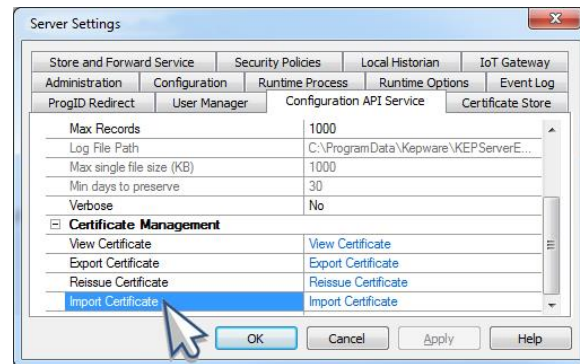 Server Settings
Store and Forward Service Security Policies Local Historian IoT Gateway
Administration Configuration Runtime Process Runtime Options Event Log
ProgID Redirect User Manager Configuration API Service Certificate Store
Max Records 1000
Log File Path C:\ProgramData\Kepware\KEPServerE...
Max single file size (KB) 1000
Min days to preserve 30
Verbose No
Certificate Management
View Certificate View Certificate
Export Certificate Export Certificate
Reissue Certificate Reissue Certificate
Import Certificate Import Certificate
OK Cancel Apply Help